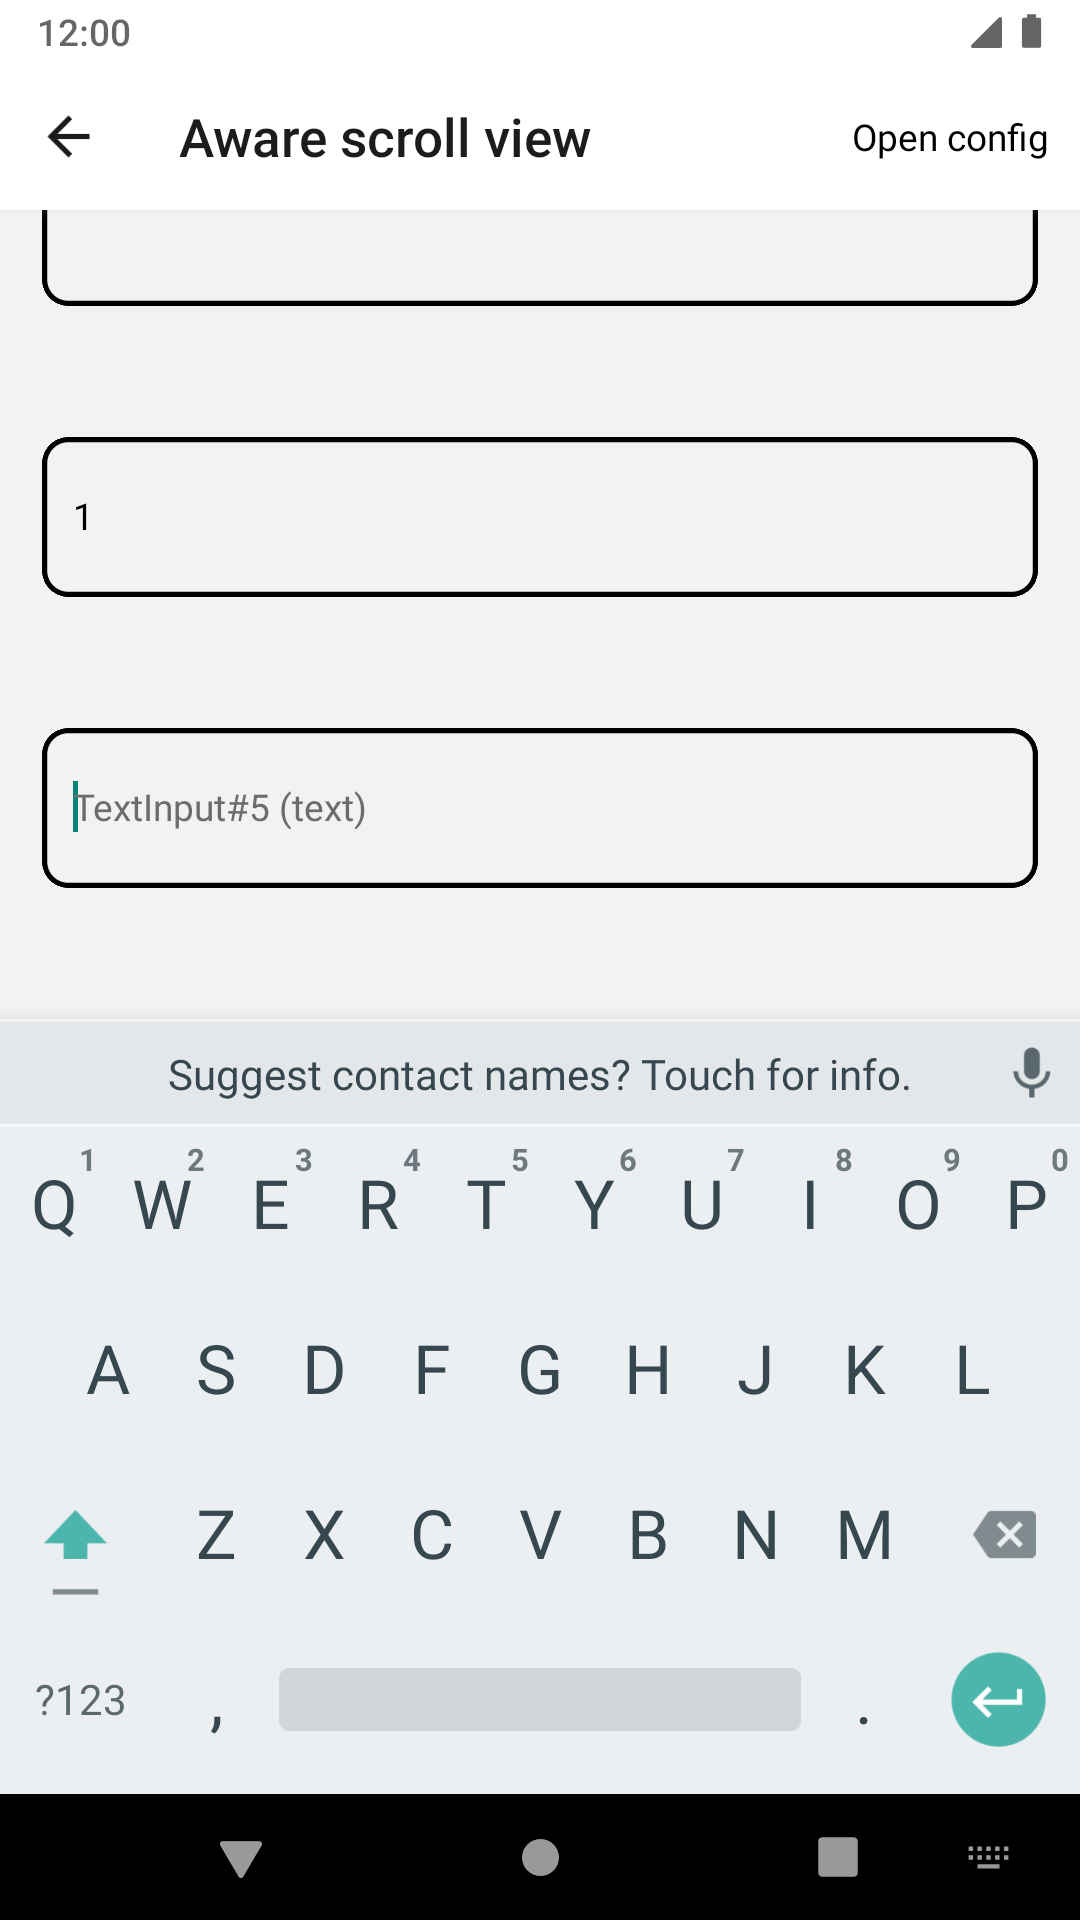 12:00
Aware scroll view
Open config
1
TextInput#5 (text)
Suggest contact names? Touch for info.
1 2 3 4 5 6 7 8 9 0
Q W E R T Y U I O P
A S D F G H J K L
Z X C V B N M
?123 , .